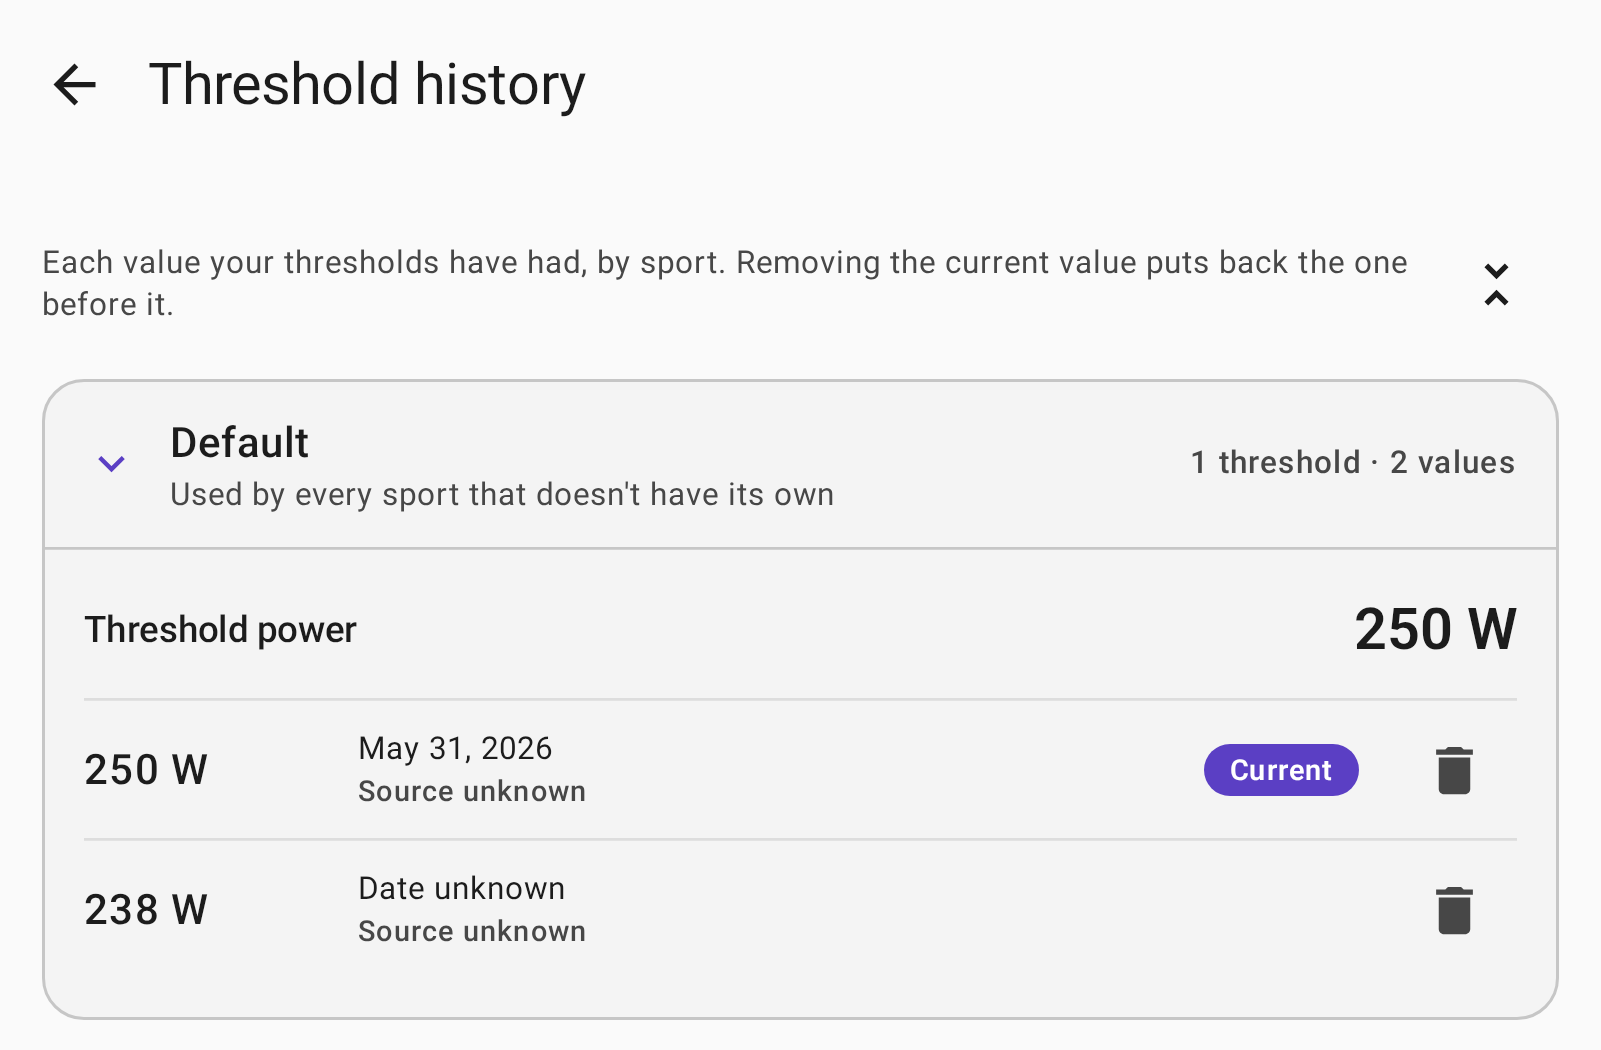 Threshold history
Each value your thresholds have had, by sport. Removing the current value puts back the one
before it.
Default
Used by every sport that doesn't have its own
1 threshold · 2 values
Threshold power
250 W
250 W
May 31, 2026
Source unknown
Current
238 W
Date unknown
Source unknown